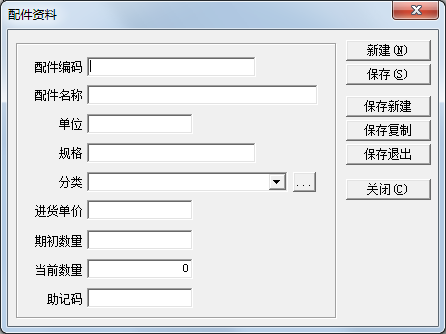 配件资料
配件编码
配件名称
单位
规格
分类
...
进货单价
期初数量
当前数量 0
助记码
新建(N)
保存(S)
保存新建
保存复制
保存退出
关闭(C)